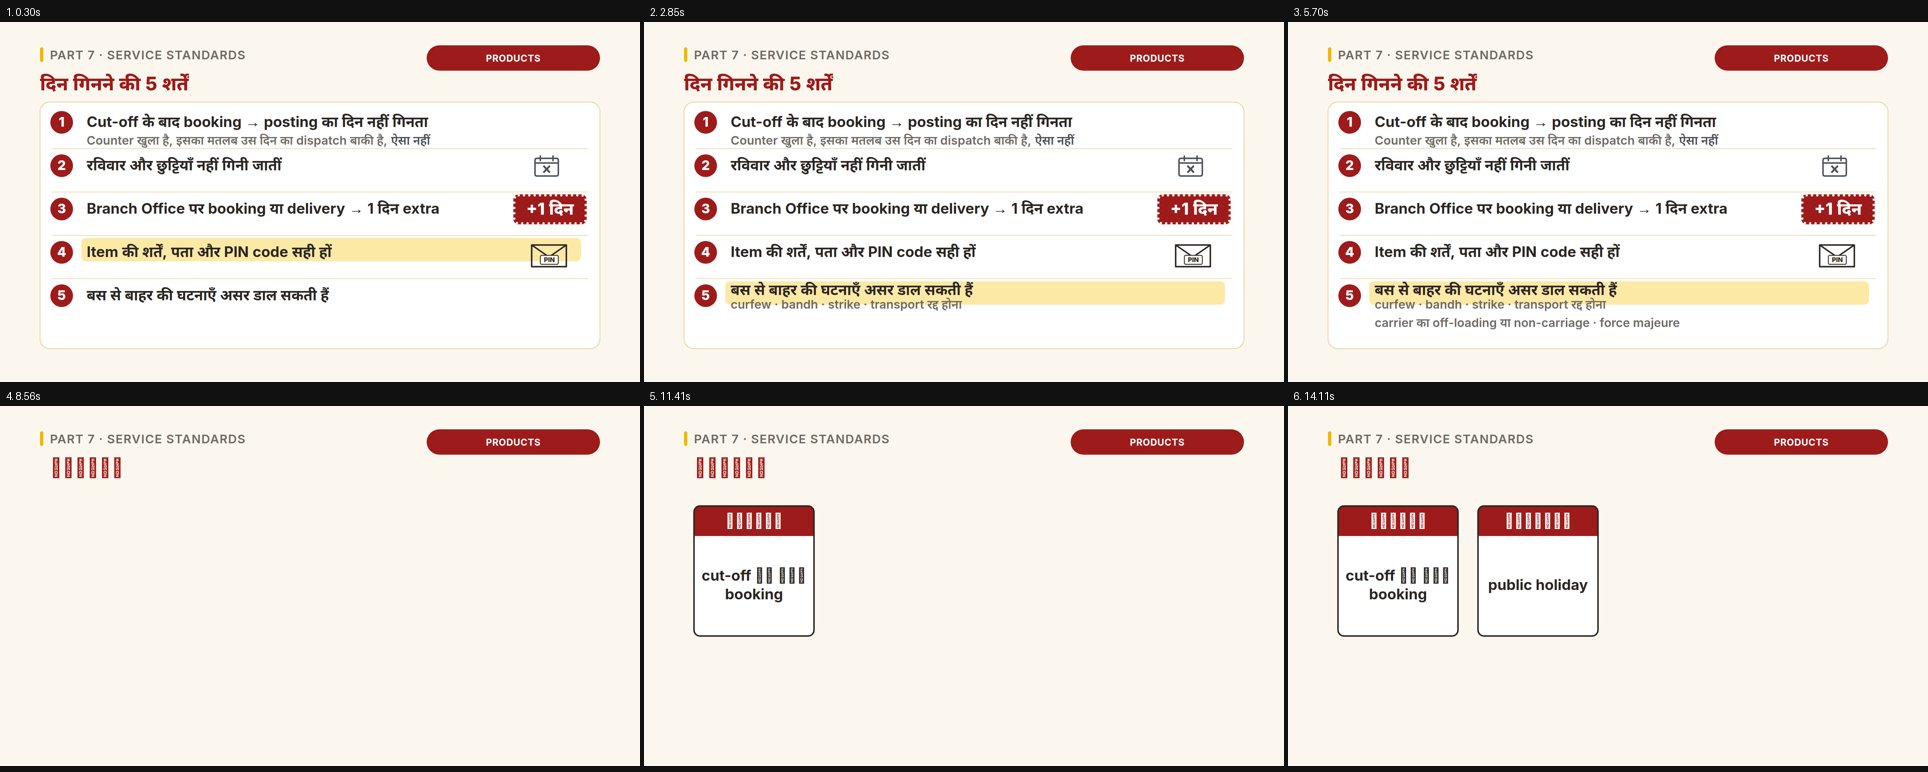 1. 0.30s
PART 7 · SERVICE STANDARDS
PRODUCTS
दिन गिनने की 5 शर्तें
1 Cut-off के बाद booking → posting का दिन नहीं गिनता
Counter खुला है, इसका मतलब उस दिन का dispatch बाकी है, ऐसा नहीं
2 रविवार और छुट्टियाँ नहीं गिनी जातीं
3 Branch Office पर booking या delivery → 1 दिन extra
+1 दिन
4 Item की शर्तें, पता और PIN code सही हों
PIN
5 बस से बाहर की घटनाएँ असर डाल सकती हैं
2. 2.85s
PART 7 · SERVICE STANDARDS
PRODUCTS
दिन गिनने की 5 शर्तें
1 Cut-off के बाद booking → posting का दिन नहीं गिनता
Counter खुला है, इसका मतलब उस दिन का dispatch बाकी है, ऐसा नहीं
2 रविवार और छुट्टियाँ नहीं गिनी जातीं
3 Branch Office पर booking या delivery → 1 दिन extra
+1 दिन
4 Item की शर्तें, पता और PIN code सही हों
PIN
5 बस से बाहर की घटनाएँ असर डाल सकती हैं
curfew · bandh · strike · transport रद्द होना
3. 5.70s
PART 7 · SERVICE STANDARDS
PRODUCTS
दिन गिनने की 5 शर्तें
1 Cut-off के बाद booking → posting का दिन नहीं गिनता
Counter खुला है, इसका मतलब उस दिन का dispatch बाकी है, ऐसा नहीं
2 रविवार और छुट्टियाँ नहीं गिनी जातीं
3 Branch Office पर booking या delivery → 1 दिन extra
+1 दिन
4 Item की शर्तें, पता और PIN code सही हों
PIN
5 बस से बाहर की घटनाएँ असर डाल सकती हैं
curfew · bandh · strike · transport रद्द होना
carrier का off-loading या non-carriage · force majeure
4. 8.56s
PART 7 · SERVICE STANDARDS
PRODUCTS
5. 11.41s
PART 7 · SERVICE STANDARDS
PRODUCTS
cut-off
booking
6. 14.11s
PART 7 · SERVICE STANDARDS
PRODUCTS
cut-off
booking
public holiday